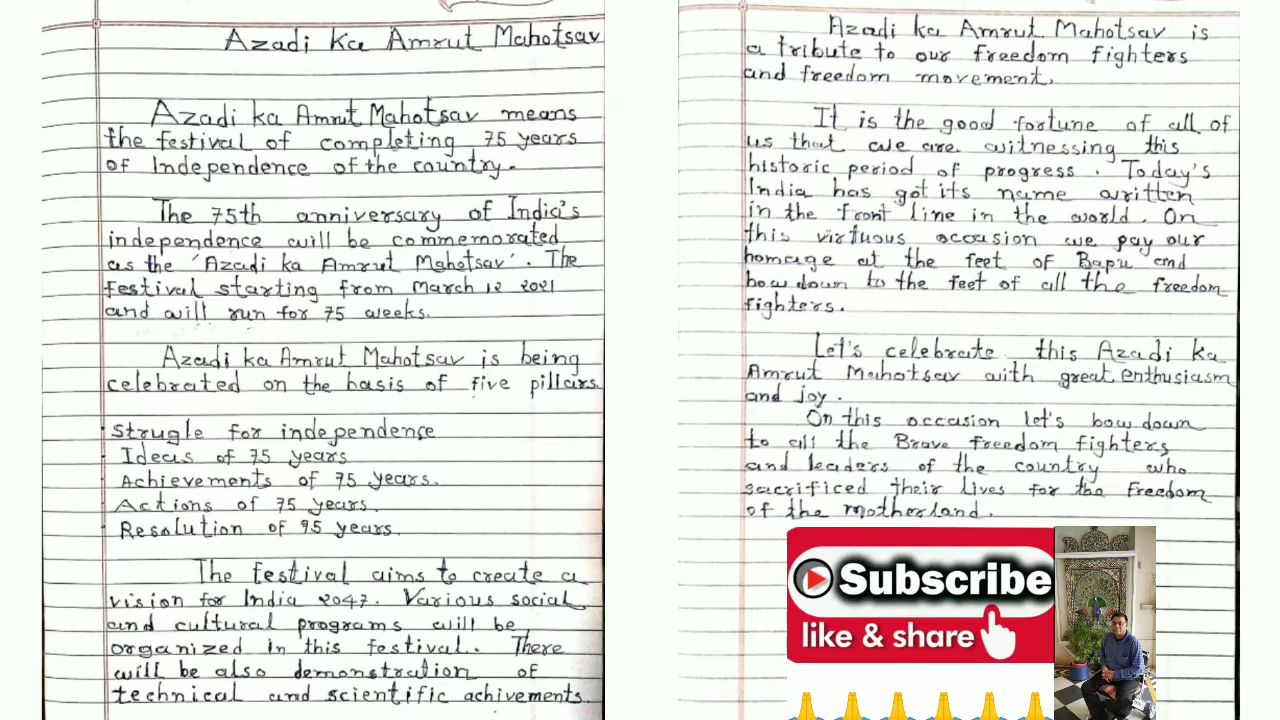 Azadi Ka Amrut Mahotsav
Azadi ka Amrut Mahotsav means
the festival of completing 75 years
of Independence of the country.
The 75th anniversary of India's
independence will be commemorated
as the 'Azadi ka Amrut Mahotsav'. The
festival starting from March 12 2021
and will run for 75 weeks.
Azadi ka Amrut Mahotsav is being
celebrated on the basis of five pillars
Strugle for independence
Ideas of 75 years
Achievements of 75 years.
Actions of 75 years.
Resolution of 95 years.
The festival aims to create a
vision for India 2047. Various social
and cultural programs will be
organized in this festival. There
will be also demonstration of
technical and scientific achivements.
Azadi ka Amrut Mahotsav is
a tribute to our freedom fighters
and freedom movement.
It is the good fortune of all of
us that we are witnessing this
historic period of progress. Today's
India has got its name written
in the front line in the world. On
this virtuous occasion we pay our
homage at the feet of Bapu and
bow down to the feet of all the freedom
fighters.
Let's celebrate this Azadi ka
Amrut Mahotsav with great enthusiasm
and joy.
On this occasion let's bow down
to all the Brave freedom fighters
and leaders of the country who
sacrificed their lives for the freedom
of the motherland.
Subscribe
like & share